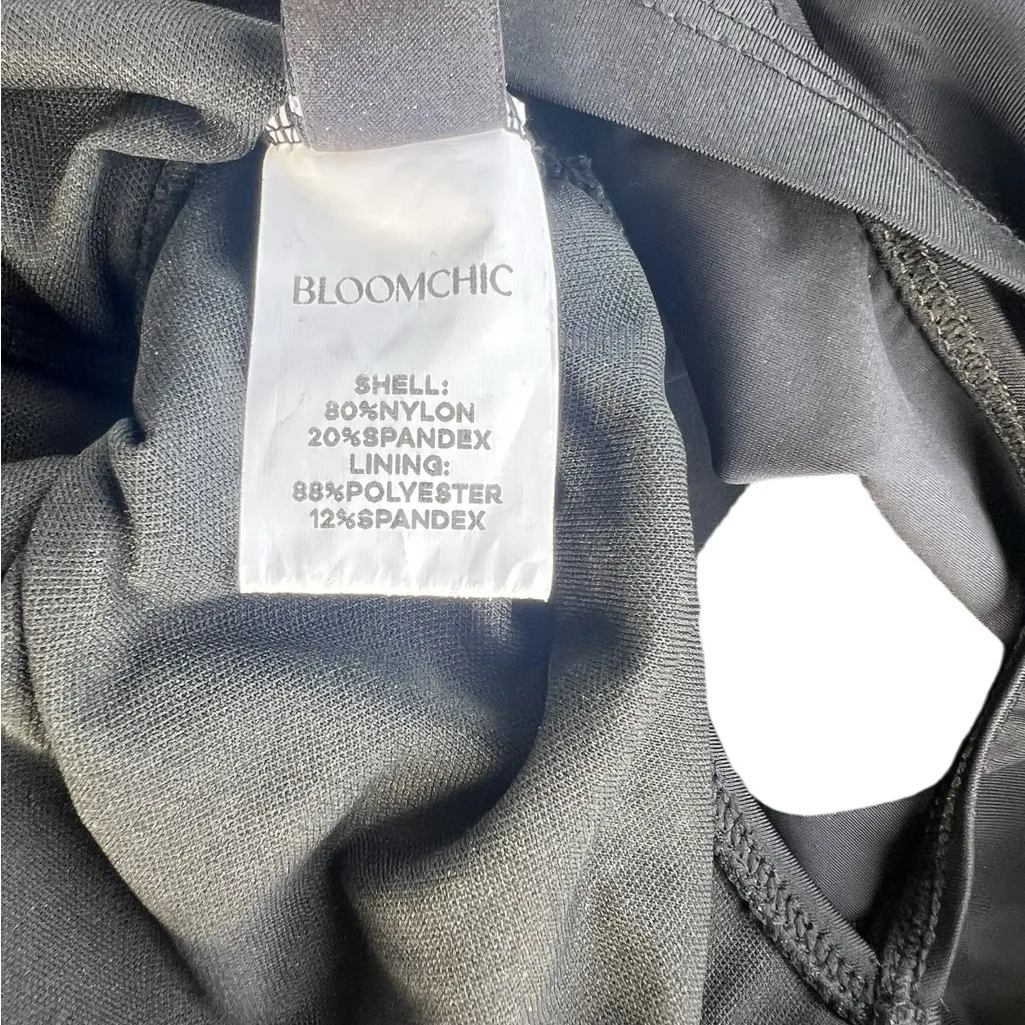 BLOOMCHIC
SHELL:
80%NYLON
20%SPANDEX
LINING:
88%POLYESTER
12%SPANDEX